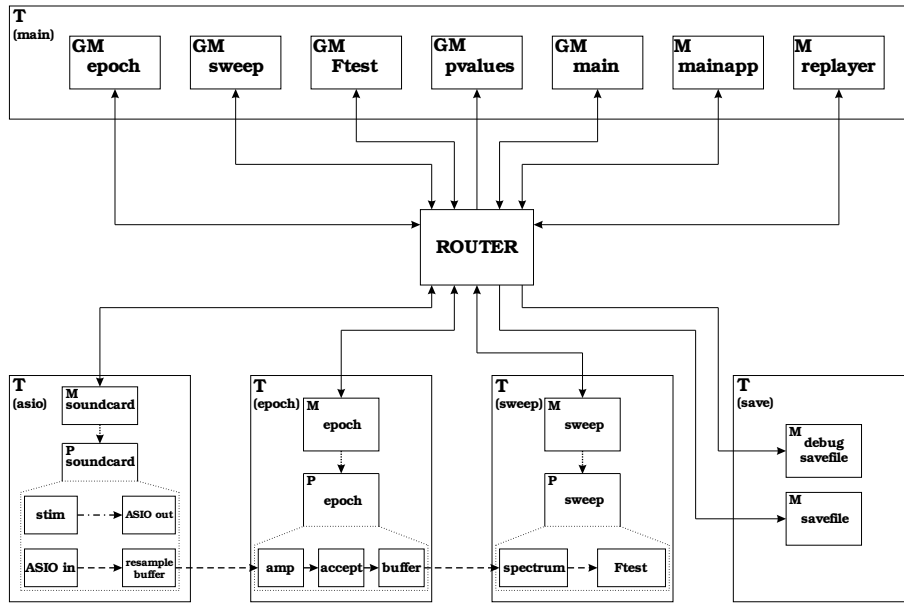 T
(main)
GM
epoch
GM
sweep
GM
Ftest
GM
pvalues
GM
main
M
mainapp
M
replayer
ROUTER
T
(asio)
M
soundcard
P
soundcard
stim
ASIO out
ASIO in
resample
buffer
T
(epoch)
M
epoch
P
epoch
amp
accept
buffer
T
(sweep)
M
sweep
P
sweep
spectrum
Ftest
T
(save)
M
debug
savefile
M
savefile